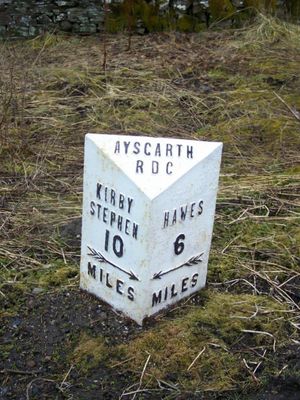 AYSCARTH
RDC
KIRBY
STEPHEN
10
MILES
HAWES
6
MILES